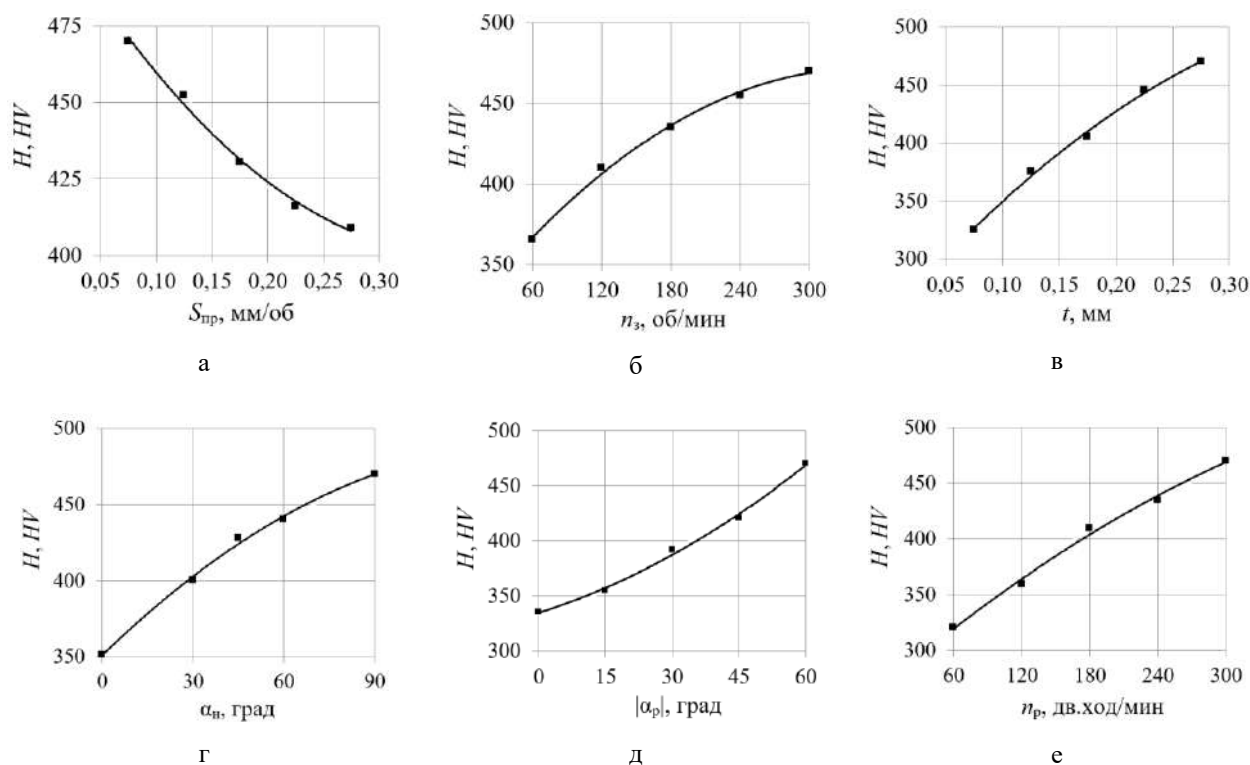 475
450
425
400
H, HV
0,05 0,10 0,15 0,20 0,25 0,30
Sпр, мм/об
а
500
450
400
350
H, HV
60 120 180 240 300
nз, об/мин
б
500
450
400
350
300
H, HV
0,05 0,10 0,15 0,20 0,25 0,30
t, мм
в
500
450
400
350
H, HV
0 30 60 90
αн, град
г
500
450
400
350
300
H, HV
0 15 30 45 60
|αр|, град
д
500
450
400
350
300
H, HV
60 120 180 240 300
nр, дв.ход/мин
е